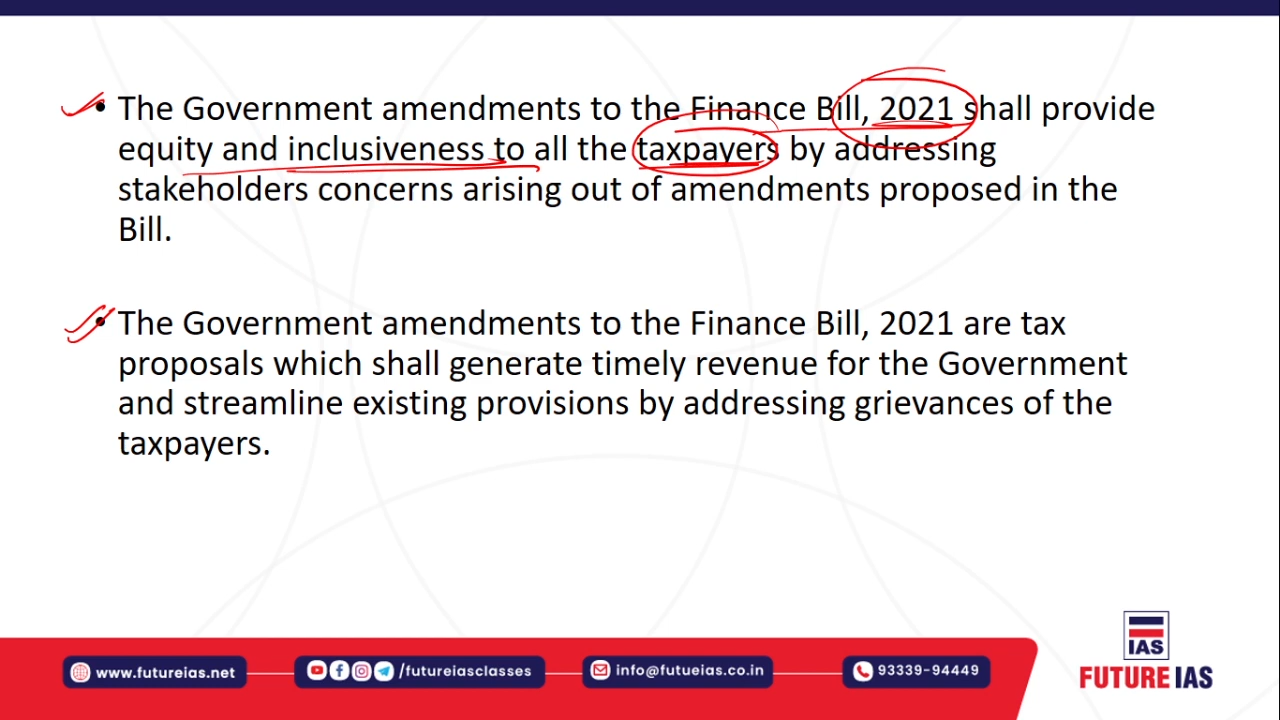 • The Government amendments to the Finance Bill, 2021 shall provide
equity and inclusiveness to all the taxpayers by addressing
stakeholders concerns arising out of amendments proposed in the
Bill.
• The Government amendments to the Finance Bill, 2021 are tax
proposals which shall generate timely revenue for the Government
and streamline existing provisions by addressing grievances of the
taxpayers.
IAS
www.futureias.net
/futureiasclasses
info@futueias.co.in
93339-94449
FUTURE IAS